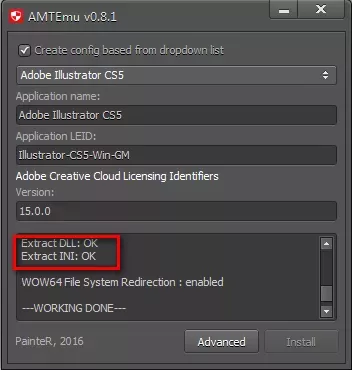 AMTEmu v0.8.1
Create config based from dropdown list
Adobe Illustrator CS5
Application name:
Adobe Illustrator CS5
Application LEID:
Illustrator-CS5-Win-GM
Adobe Creative Cloud Licensing Identifiers
Version:
15.0.0
Extract DLL: OK
Extract INI: OK
WOW64 File System Redirection : enabled
---WORKING DONE---
PainteR, 2016
Advanced
Install